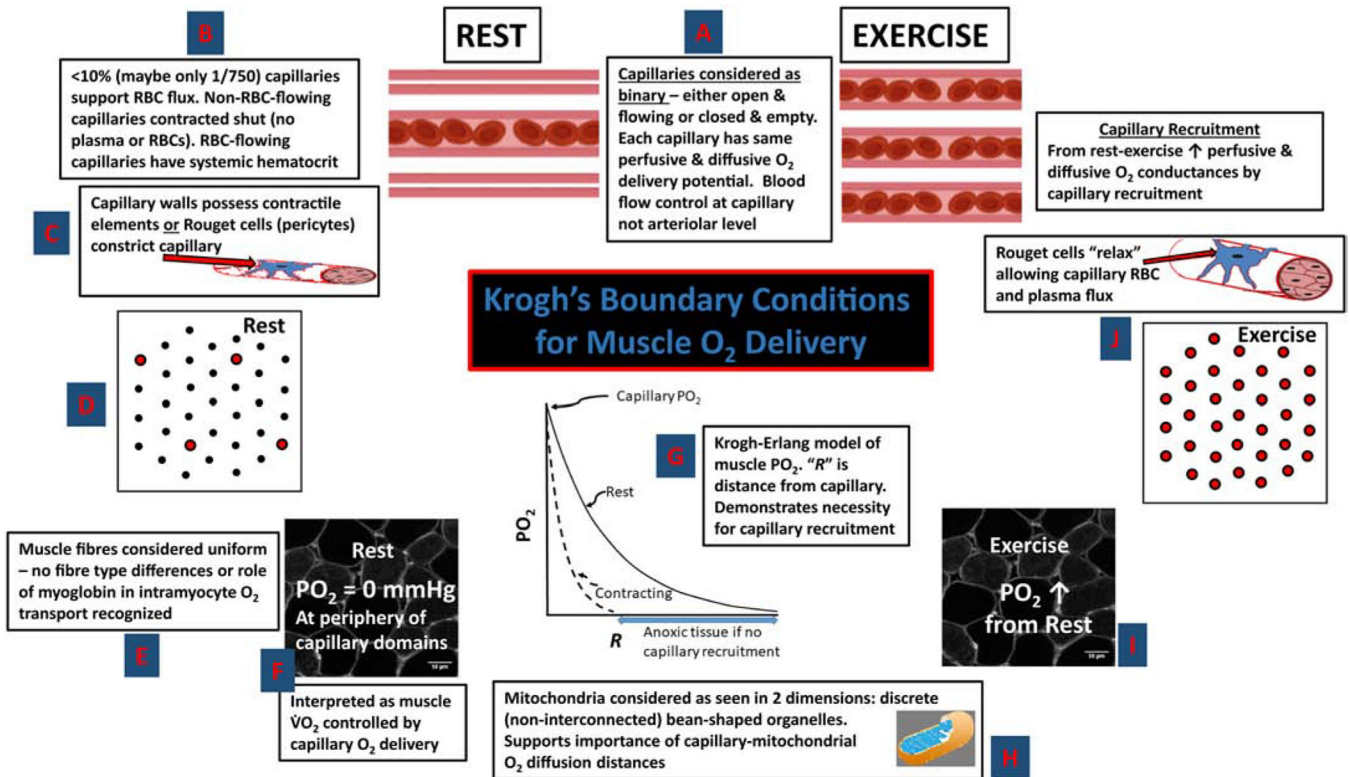 B
REST
A
EXERCISE
<10% (maybe only 1/750) capillaries
support RBC flux. Non-RBC-flowing
capillaries contracted shut (no
plasma or RBCs). RBC-flowing
capillaries have systemic hematocrit
Capillaries considered as
binary – either open &
flowing or closed & empty.
Each capillary has same
perfusive & diffusive O₂
delivery potential. Blood
flow control at capillary
not arteriolar level
Capillary Recruitment
From rest-exercise ↑ perfusive &
diffusive O₂ conductances by
capillary recruitment
C
Capillary walls possess contractile
elements or Rouget cells (pericytes)
constrict capillary
Rouget cells “relax”
allowing capillary RBC
and plasma flux
J
Krogh’s Boundary Conditions
for Muscle O₂ Delivery
D
Rest
Exercise
Capillary PO₂
Rest
Contracting
PO₂
R
Anoxic tissue if no
capillary recruitment
G
Krogh-Erlang model of
muscle PO₂. “R” is
distance from capillary.
Demonstrates necessity
for capillary recruitment
Muscle fibres considered uniform
– no fibre type differences or role
of myoglobin in intramyocyte O₂
transport recognized
E
Rest
PO₂ = 0 mmHg
At periphery of
capillary domains
50 µm
F
Interpreted as muscle
V̇O₂ controlled by
capillary O₂ delivery
Exercise
PO₂ ↑
from Rest
50 µm
I
Mitochondria considered as seen in 2 dimensions: discrete
(non-interconnected) bean-shaped organelles.
Supports importance of capillary-mitochondrial
O₂ diffusion distances
H